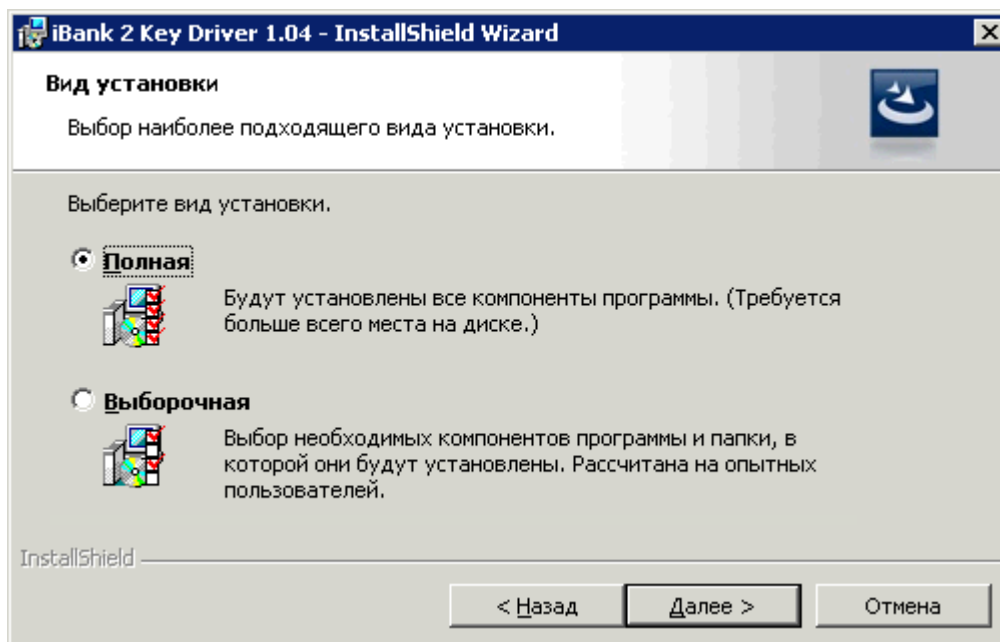 iBank 2 Key Driver 1.04 - InstallShield Wizard
Вид установки
Выбор наиболее подходящего вида установки.
Выберите вид установки.
Полная
Будут установлены все компоненты программы. (Требуется
больше всего места на диске.)
Выборочная
Выбор необходимых компонентов программы и папки, в
которой они будут установлены. Рассчитана на опытных
пользователей.
InstallShield
< Назад
Далее >
Отмена